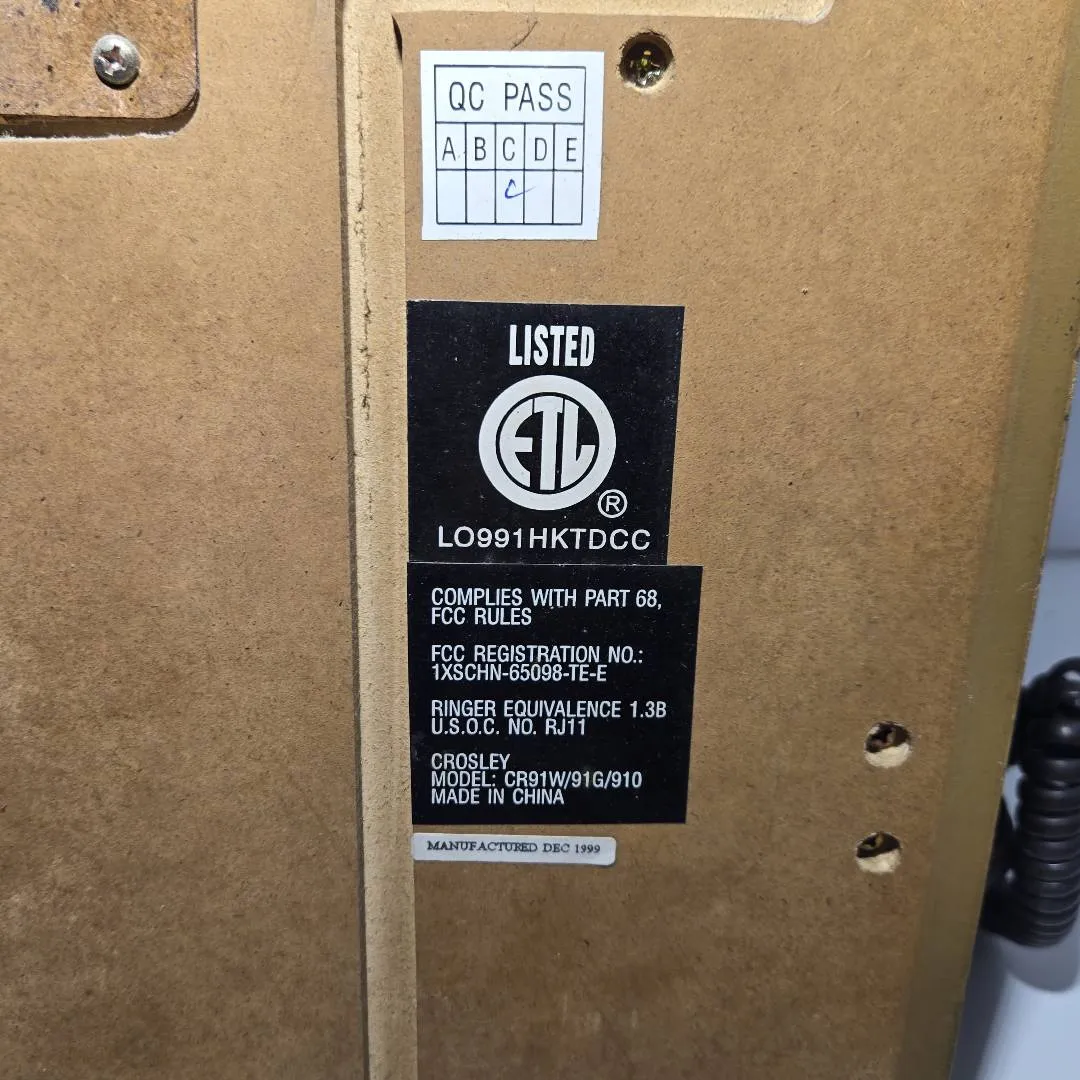 QC PASS
A B C D E
LISTED
ETL
®
LO991HKTDCC
COMPLIES WITH PART 68,
FCC RULES
FCC REGISTRATION NO.:
1XSCHN-65098-TE-E
RINGER EQUIVALENCE 1.3B
U.S.O.C. NO. RJ11
CROSLEY
MODEL: CR91W/91G/910
MADE IN CHINA
MANUFACTURED DEC 1999